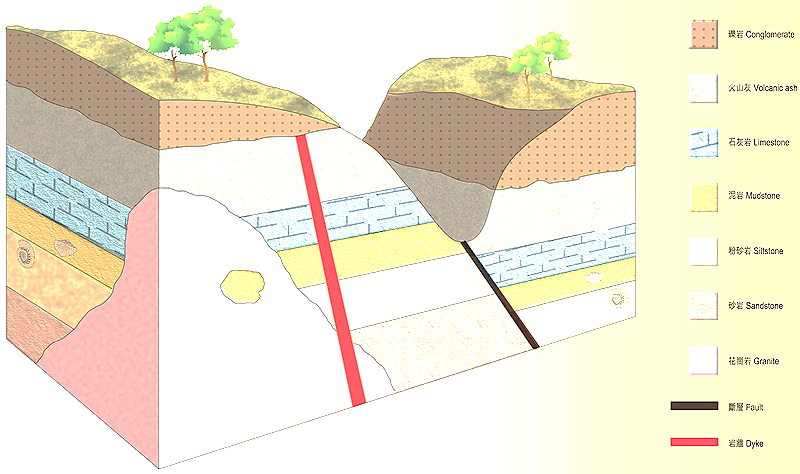 礫岩 Conglomerate
火山灰 Volcanic ash
石灰岩 Limestone
泥岩 Mudstone
粉砂岩 Siltstone
砂岩 Sandstone
花崗岩 Granite
斷層 Fault
岩牆 Dyke